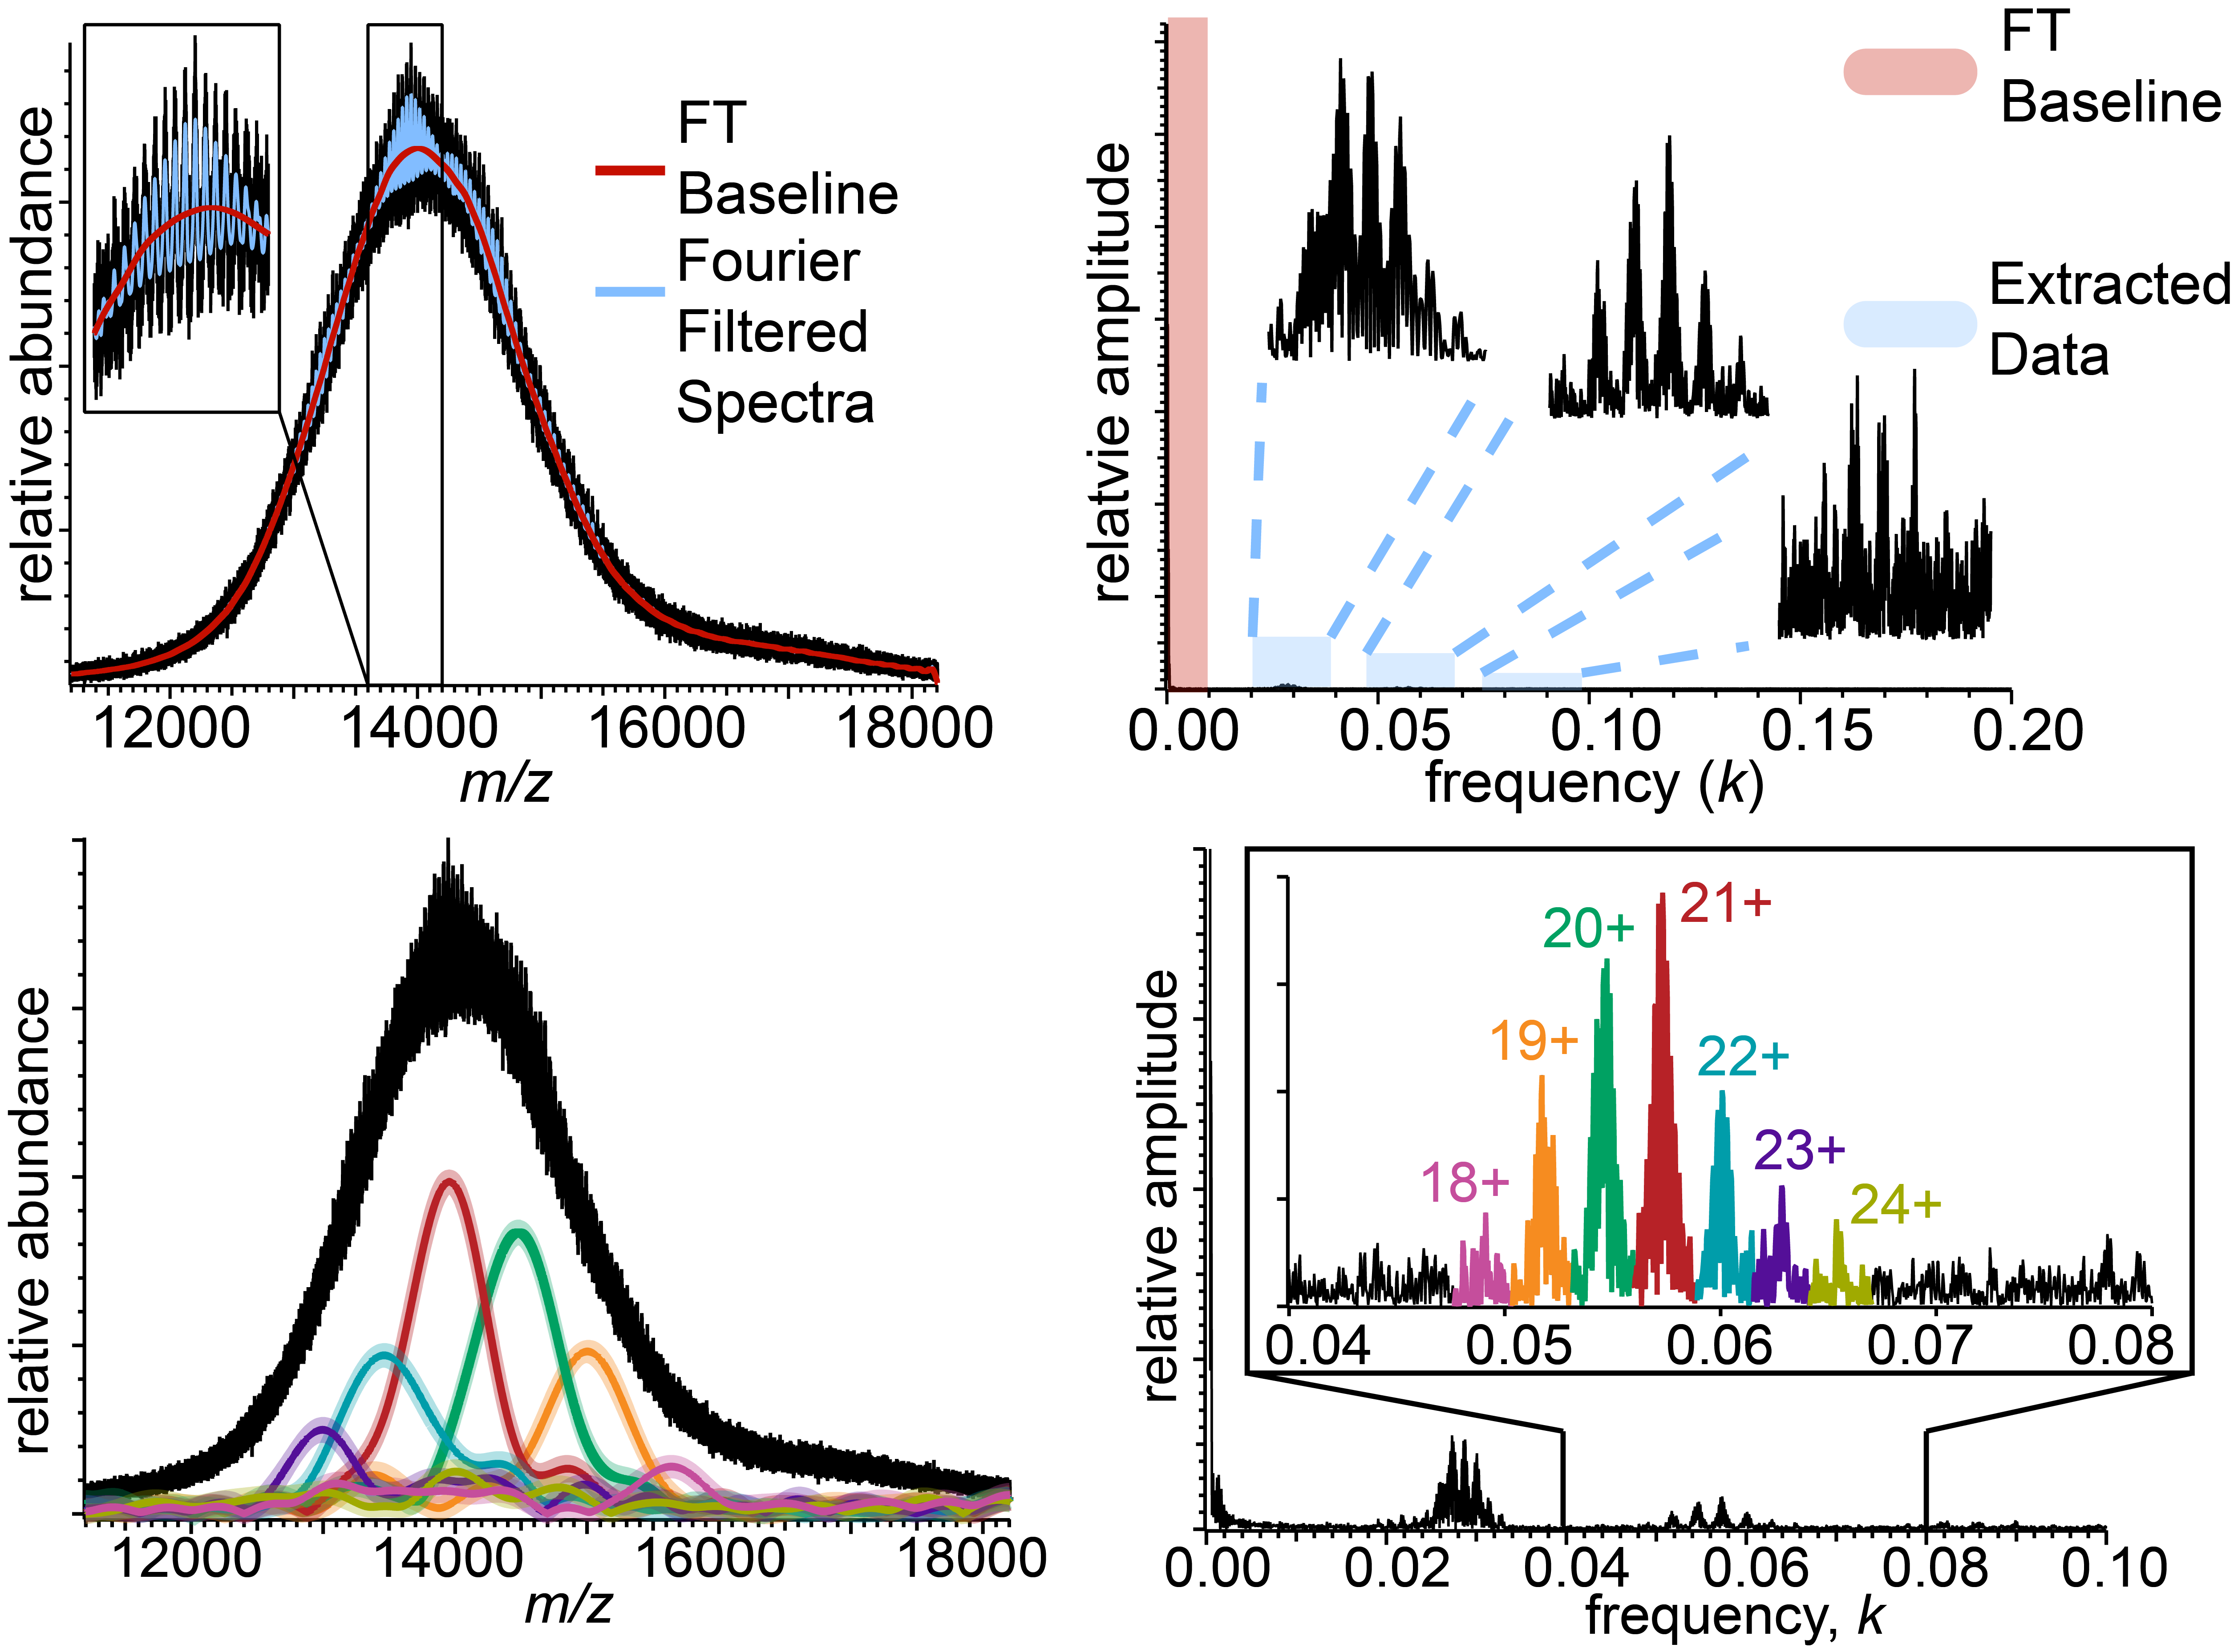 relative abundance
FT
Baseline
Fourier
Filtered
Spectra
12000 14000 16000 18000
m/z
relatvie amplitude
FT
Baseline
Extracted
Data
0.00 0.05 0.10 0.15 0.20
frequency (k)
relative abundance
12000 14000 16000 18000
m/z
relative amplitude
21+
20+
19+
22+
23+
18+
24+
0.04 0.05 0.06 0.07 0.08
0.00 0.02 0.04 0.06 0.08 0.10
frequency, k